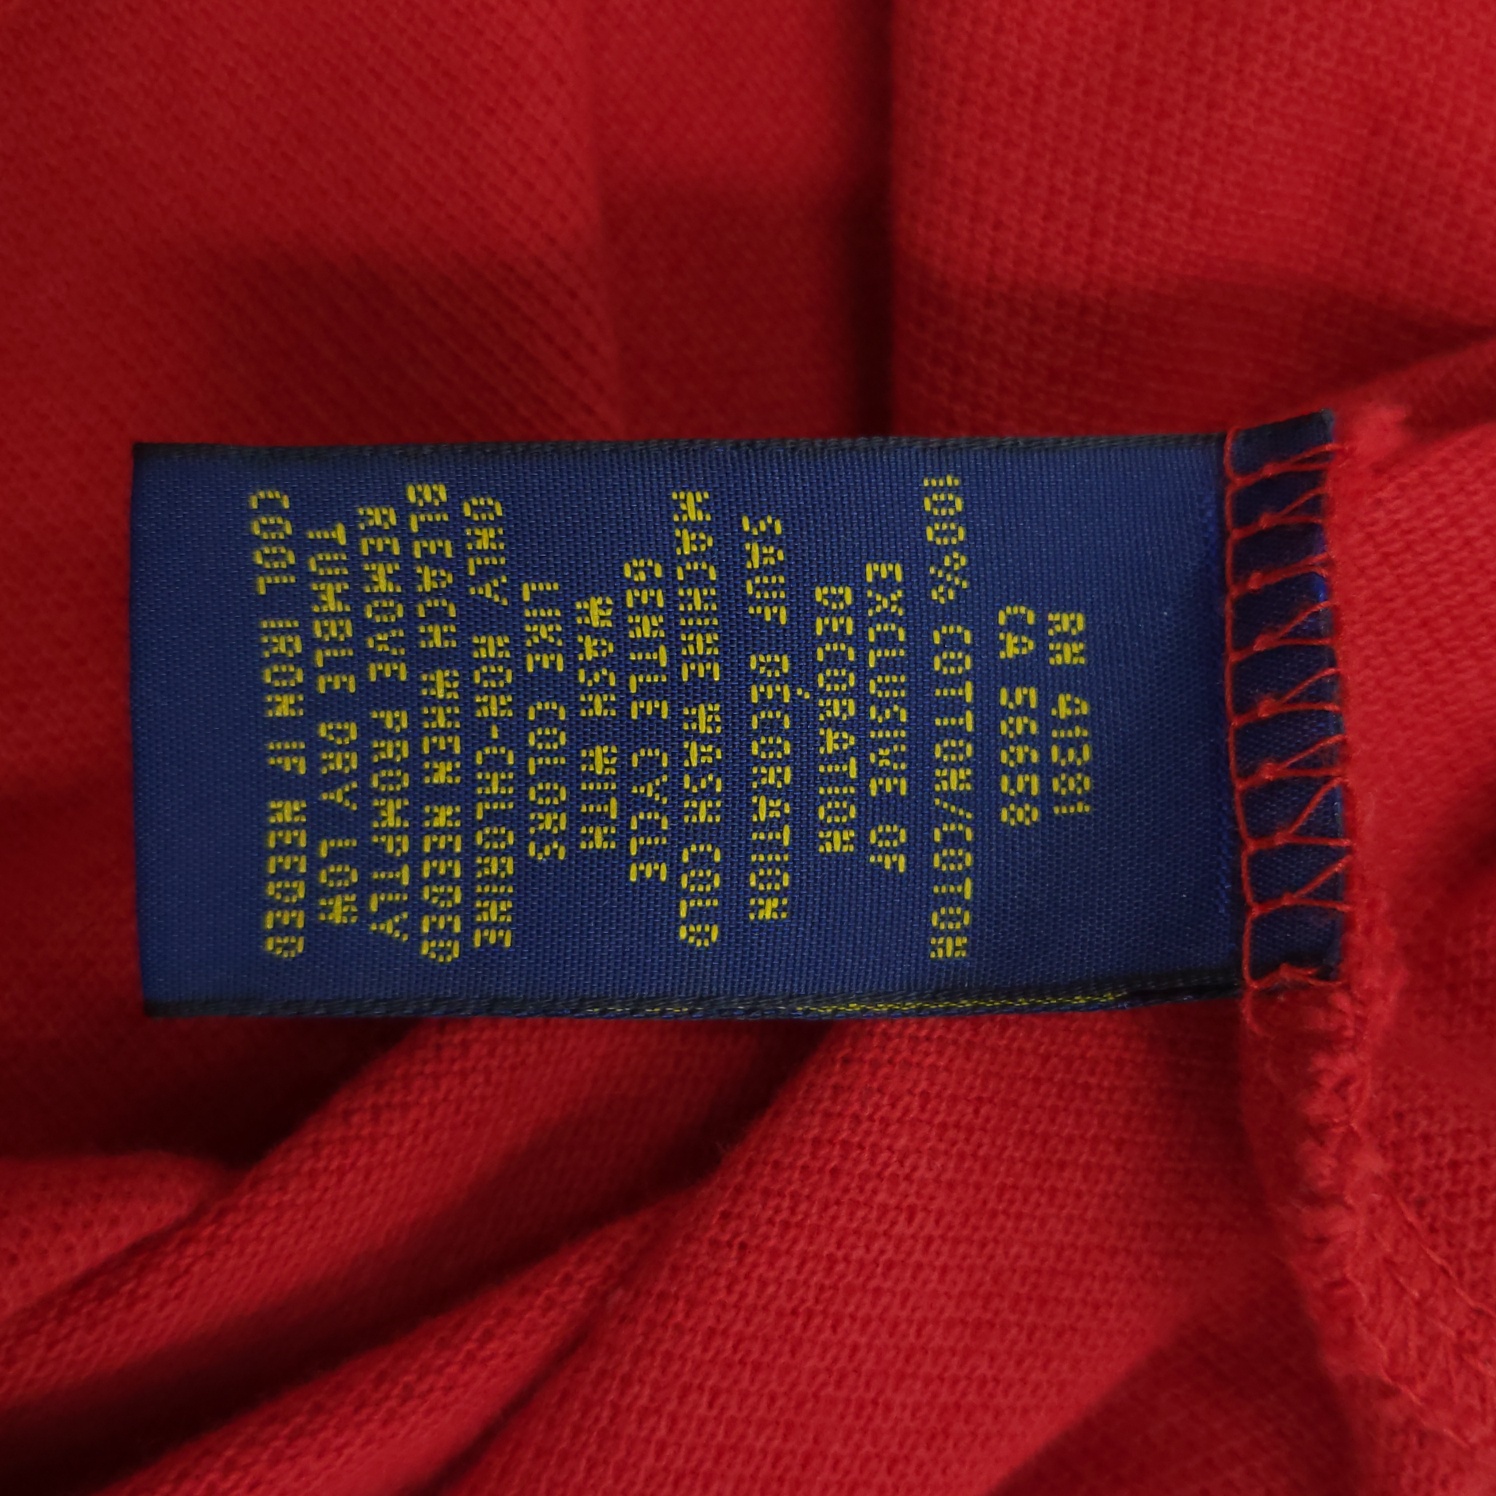 RN 41381
CA 56658
100% COTTON/COTON
EXCLUSIVE OF
DECORATION
SAUF DÉCORATION
MACHINE WASH COLD
GENTLE CYCLE
WASH WITH
LIKE COLORS
ONLY NON-CHLORINE
BLEACH WHEN NEEDED
REMOVE PROMPTLY
TUMBLE DRY LOW
COOL IRON IF NEEDED